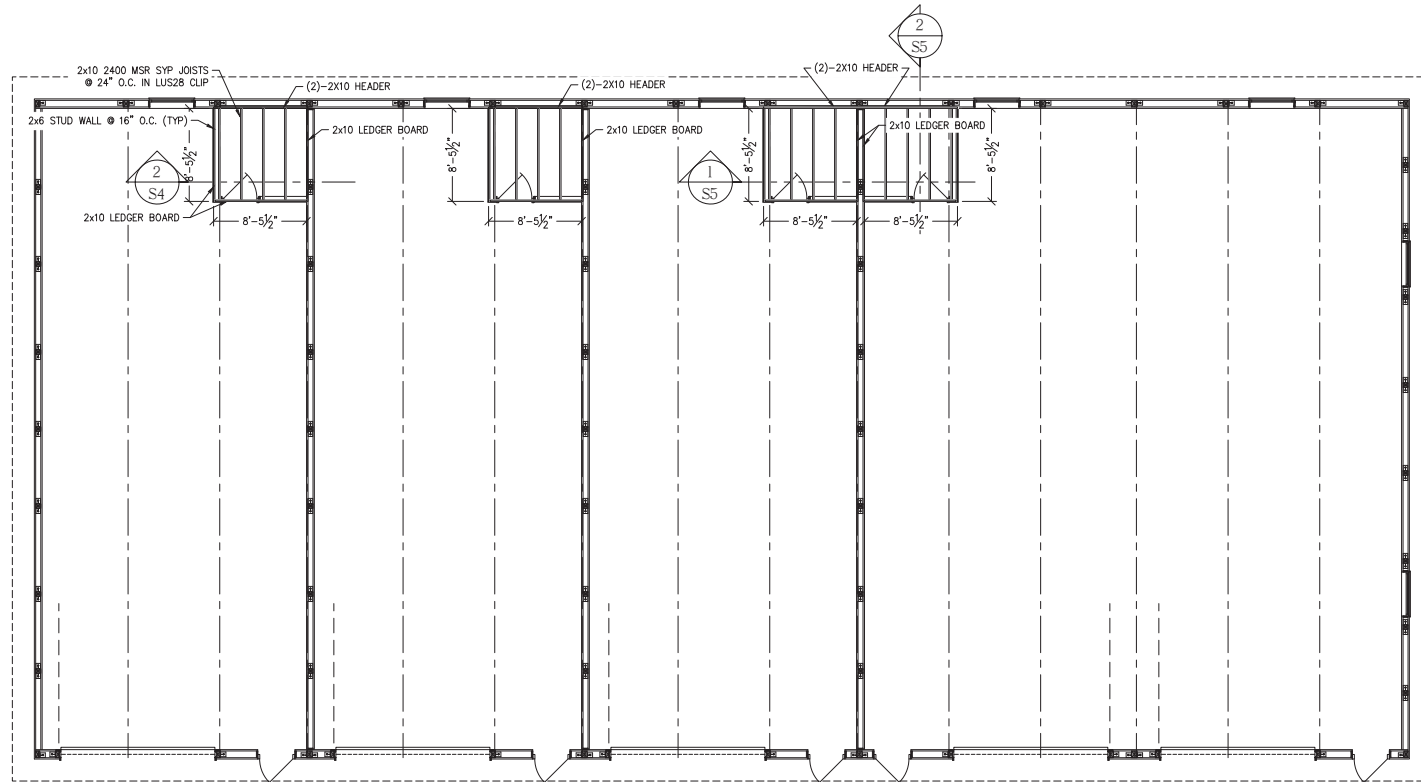 2
S5
2x10 2400 MSR SYP JOISTS
@ 24" O.C. IN LUS28 CLIP
(2)-2X10 HEADER
(2)-2X10 HEADER
(2)-2X10 HEADER
2x6 STUD WALL @ 16" O.C. (TYP)
2x10 LEDGER BOARD
2x10 LEDGER BOARD
2x10 LEDGER BOARD
8'-5½"
8'-5½"
8'-5½"
8'-5½"
2
S4
1
S5
2x10 LEDGER BOARD
8'-5½"
8'-5½"
8'-5½"
8'-5½"